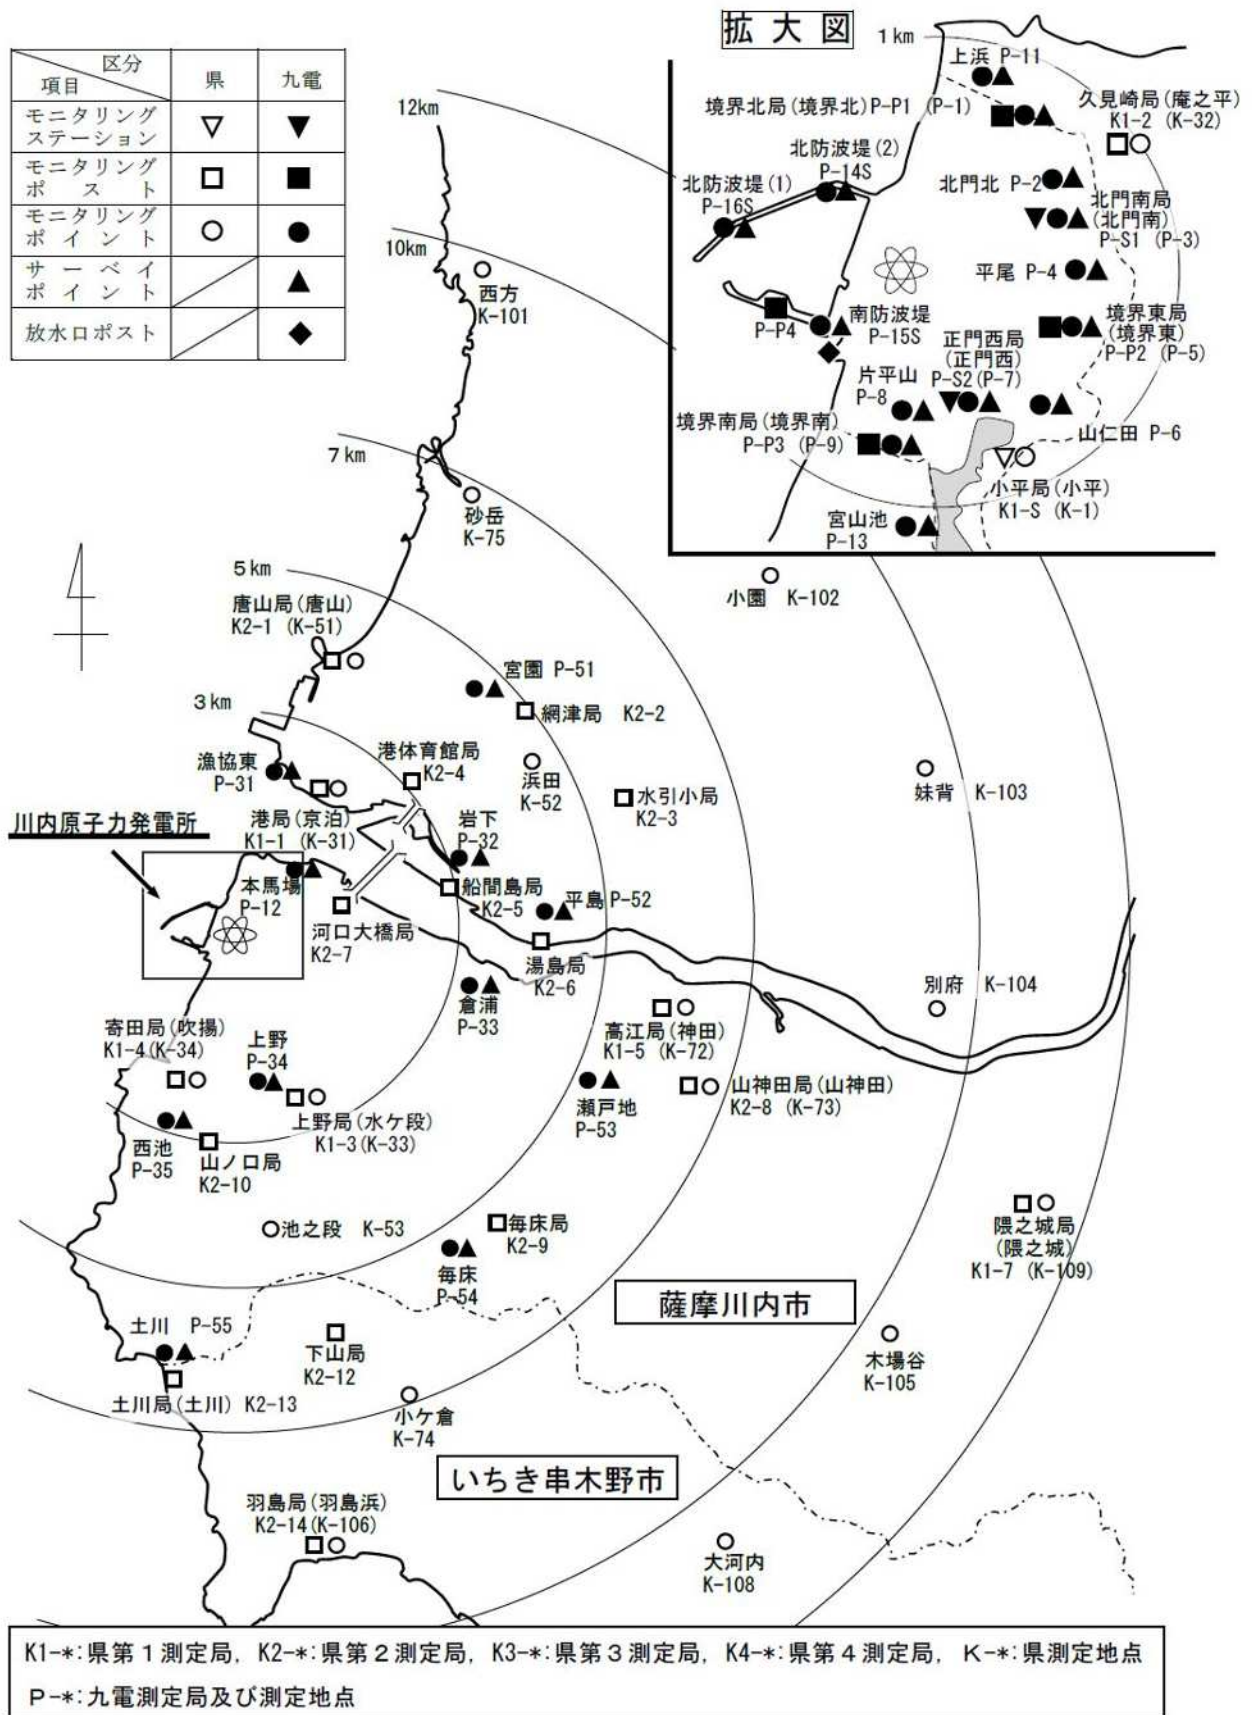 拡大図
区分
項目
県
九電
モニタリング
ステーション
モニタリング
ポスト
モニタリング
ポイント
サーベイ
ポイント
放水口ポスト
1km
上浜 P-11
境界北局(境界北)P-P1 (P-1)
久見崎局(庵之平)
K1-2 (K-32)
北防波堤(2)
P-14S
北防波堤(1)
P-16S
北門北 P-2
北門南局
(北門南)
P-S1 (P-3)
平尾 P-4
P-P4
南防波堤
P-15S
境界東局
(境界東)
P-P2 (P-5)
正門西局
(正門西)
P-S2(P-7)
片平山
P-8
境界南局(境界南)
P-P3 (P-9)
山仁田 P-6
小平局(小平)
K1-S (K-1)
宮山池
P-13
12km
10km
西方
K-101
7km
砂岳
K-75
5km
唐山局(唐山)
K2-1 (K-51)
小園 K-102
宮園 P-51
3km
網津局 K2-2
漁協東
P-31
港体育館局
K2-4
浜田
K-52
水引小局
K2-3
妹背 K-103
川内原子力発電所
港局(京泊)
K1-1 (K-31)
岩下
P-32
本馬場
P-12
船間島局
K2-5
平島 P-52
河口大橋局
K2-7
湯島局
K2-6
別府 K-104
倉浦
P-33
寄田局(吹揚)
K1-4(K-34)
上野
P-34
高江局(神田)
K1-5 (K-72)
山神田局(山神田)
K2-8 (K-73)
瀬戸地
P-53
上野局(水ケ段)
K1-3(K-33)
西池
P-35
山ノ口局
K2-10
池之段 K-53
毎床局
K2-9
隈之城局
(隈之城)
K1-7 (K-109)
毎床
P-54
薩摩川内市
土川 P-55
下山局
K2-12
木場谷
K-105
土川局(土川) K2-13
小ケ倉
K-74
いちき串木野市
羽島局(羽島浜)
K2-14(K-106)
大河内
K-108
K1-*:県第1測定局, K2-*:県第2測定局, K3-*:県第3測定局, K4-*:県第4測定局, K-*:県測定地点
P-*:九電測定局及び測定地点